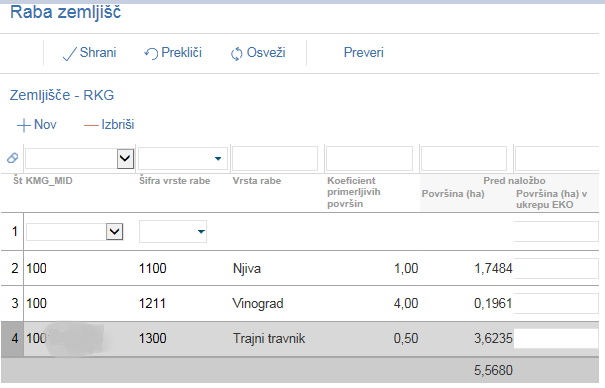 Raba zemljišč
Shrani Prekliči Osveži Preveri
Zemljišče - RKG
Nov Izbriši
Št KMG_MID Šifra vrste rabe Vrsta rabe Koeficient primerljivih površin Pred naložbo
Površina (ha) Površina (ha) v ukrepu EKO
1
2 100 1100 Njiva 1,00 1,7484
3 100 1211 Vinograd 4,00 0,1961
4 100 1300 Trajni travnik 0,50 3,6235
5,5680